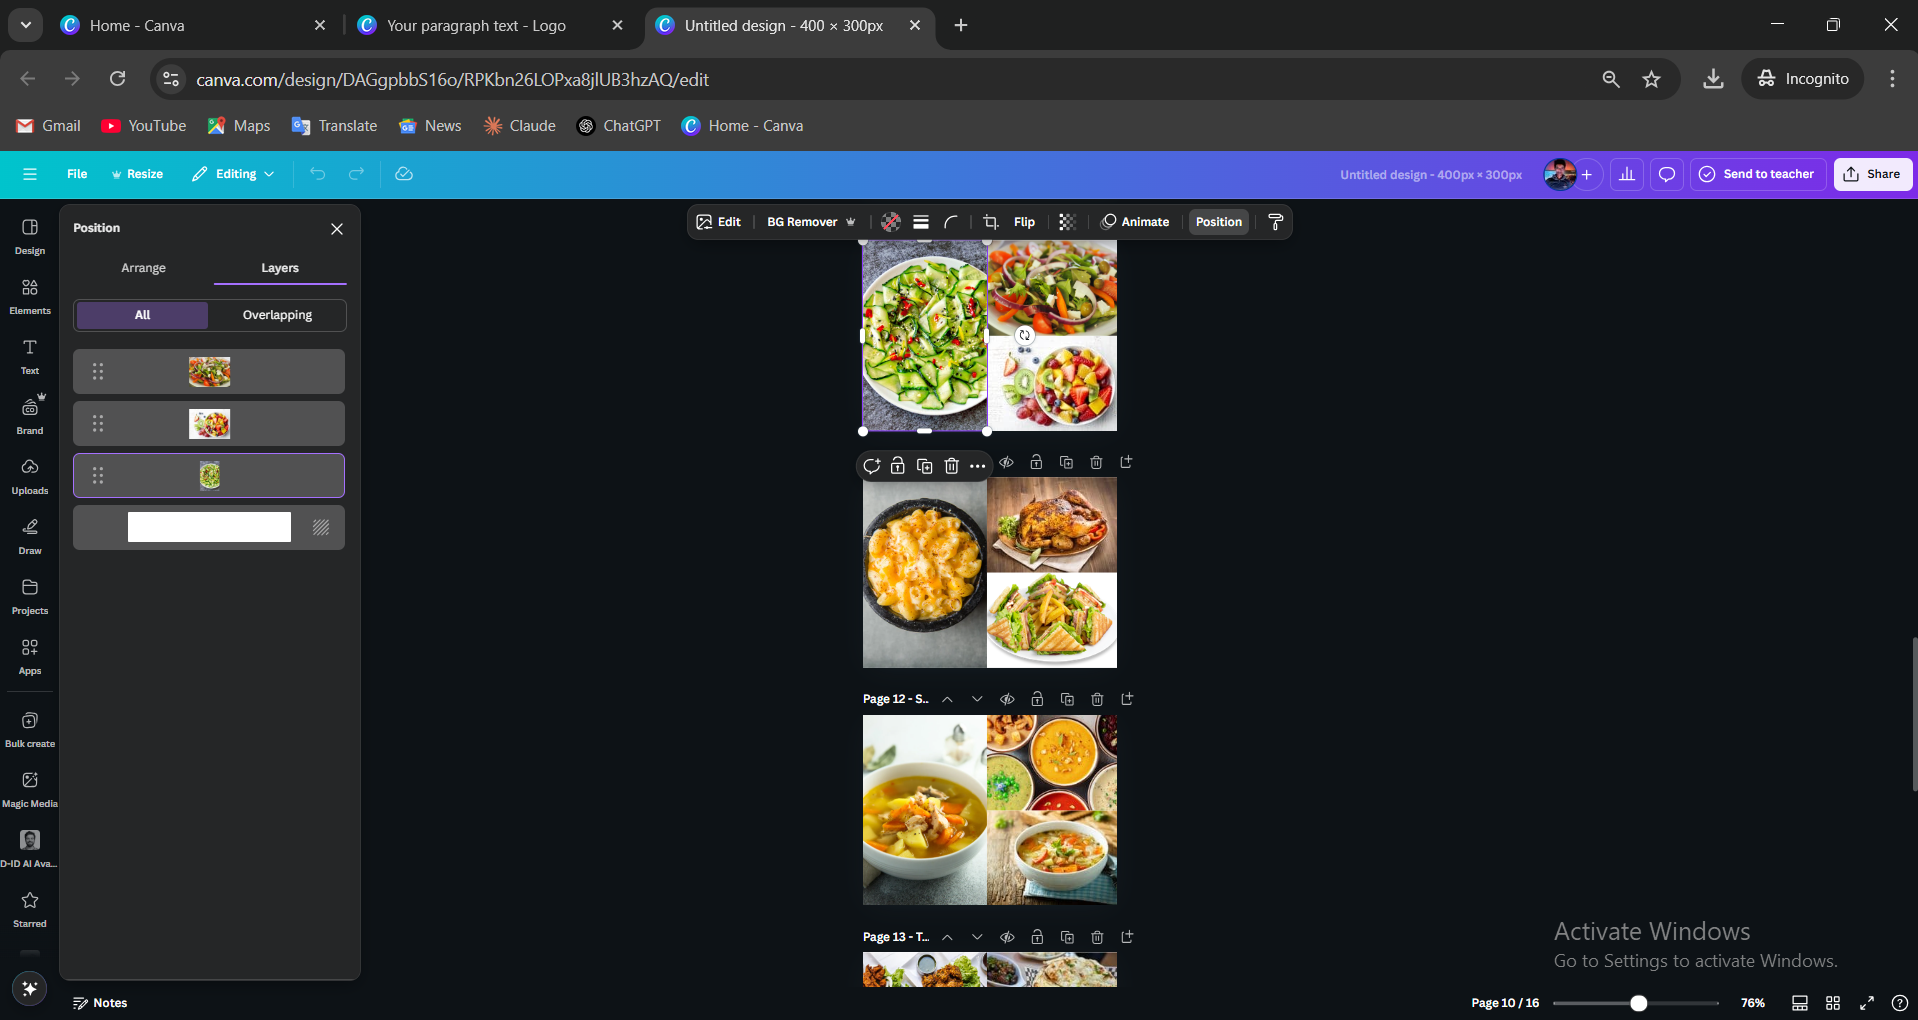 Home - Canva
Your paragraph text - Logo
Untitled design - 400 × 300px
canva.com/design/DAGgpbbS16o/RPKbn26LOPxa8jlUB3hzAQ/edit
Incognito
Gmail
YouTube
Maps
Translate
News
Claude
ChatGPT
Home - Canva
File
Resize
Editing
Untitled design - 400px × 300px
Send to teacher
Share
Design
Elements
Text
Brand
Uploads
Draw
Projects
Apps
Bulk create
Magic Media
D-ID AI Ava...
Starred
Position
Arrange
Layers
All
Overlapping
Edit
BG Remover
Flip
Animate
Position
Page 12 - S..
Page 13 - T..
Activate Windows
Go to Settings to activate Windows.
Notes
Page 10 / 16
76%